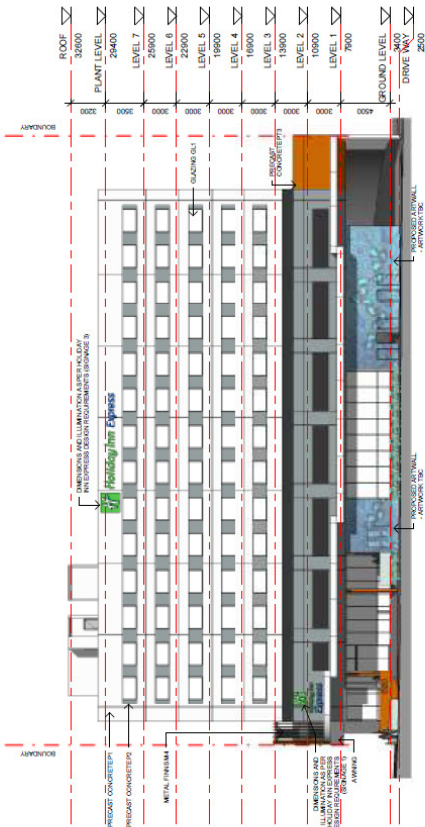 ROOF
32600
PLANT LEVEL
29400
LEVEL 7
25900
LEVEL 6
22900
LEVEL 5
19900
LEVEL 4
16900
LEVEL 3
13900
LEVEL 2
10900
LEVEL 1
7900
GROUND LEVEL
3400
DRIVE WAY
2500
3200
3500
3000
3000
3000
3000
3000
3000
4500
BOUNDARY
BOUNDARY
GLAZING GL1
PRECAST
CONCRETE PT3
PROPOSED ARTWALL
- ARTWORK TBC
PROPOSED ARTWALL
- ARTWORK TBC
DIMENSIONS AND ILLUMINATION AS PER HOLIDAY
INN EXPRESS DESIGN REQUIREMENTS (SIGNAGE 3)
Holiday Inn Express
PRECAST CONCRETE P1
PRECAST CONCRETE P2
METAL FINNISM4
Express
DIMENSIONS AND
ILLUMINATION AS PER
HOLIDAY INN EXPRESS
DESIGN REQUIREMENTS
(SIGNAGE 1)
AWNING